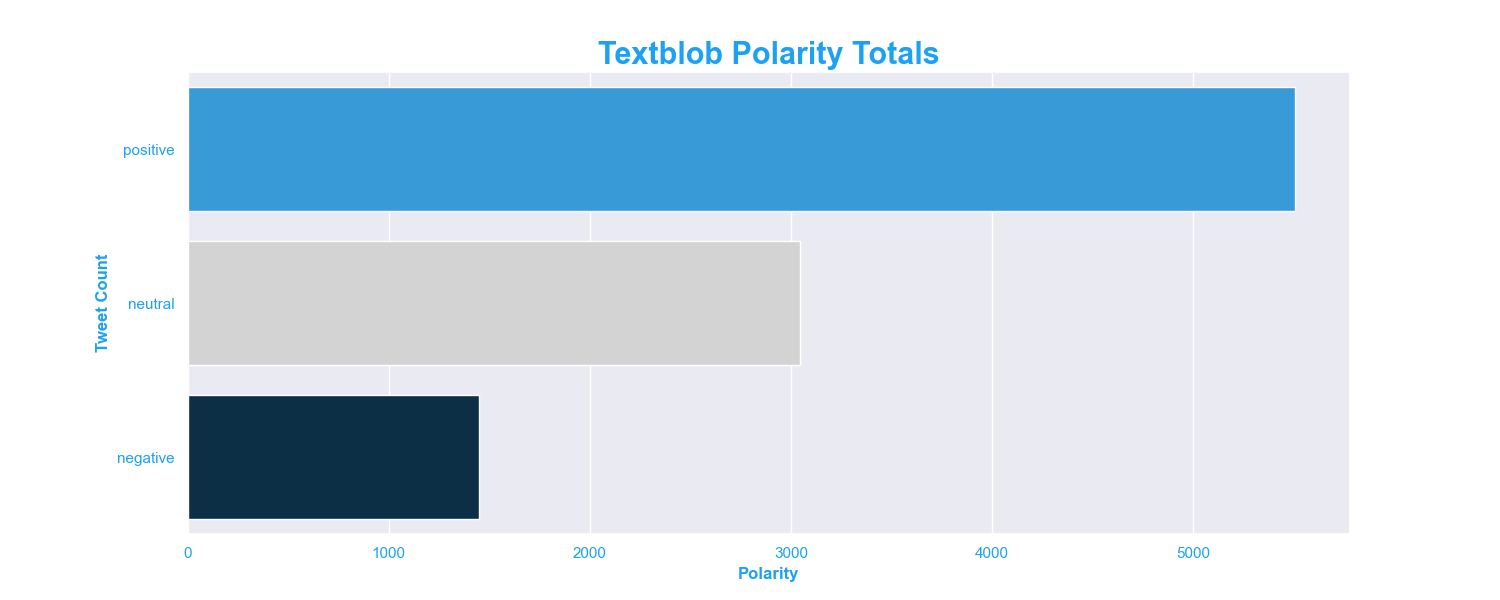 Textblob Polarity Totals
positive
neutral
negative
Tweet Count
0 1000 2000 3000 4000 5000
Polarity